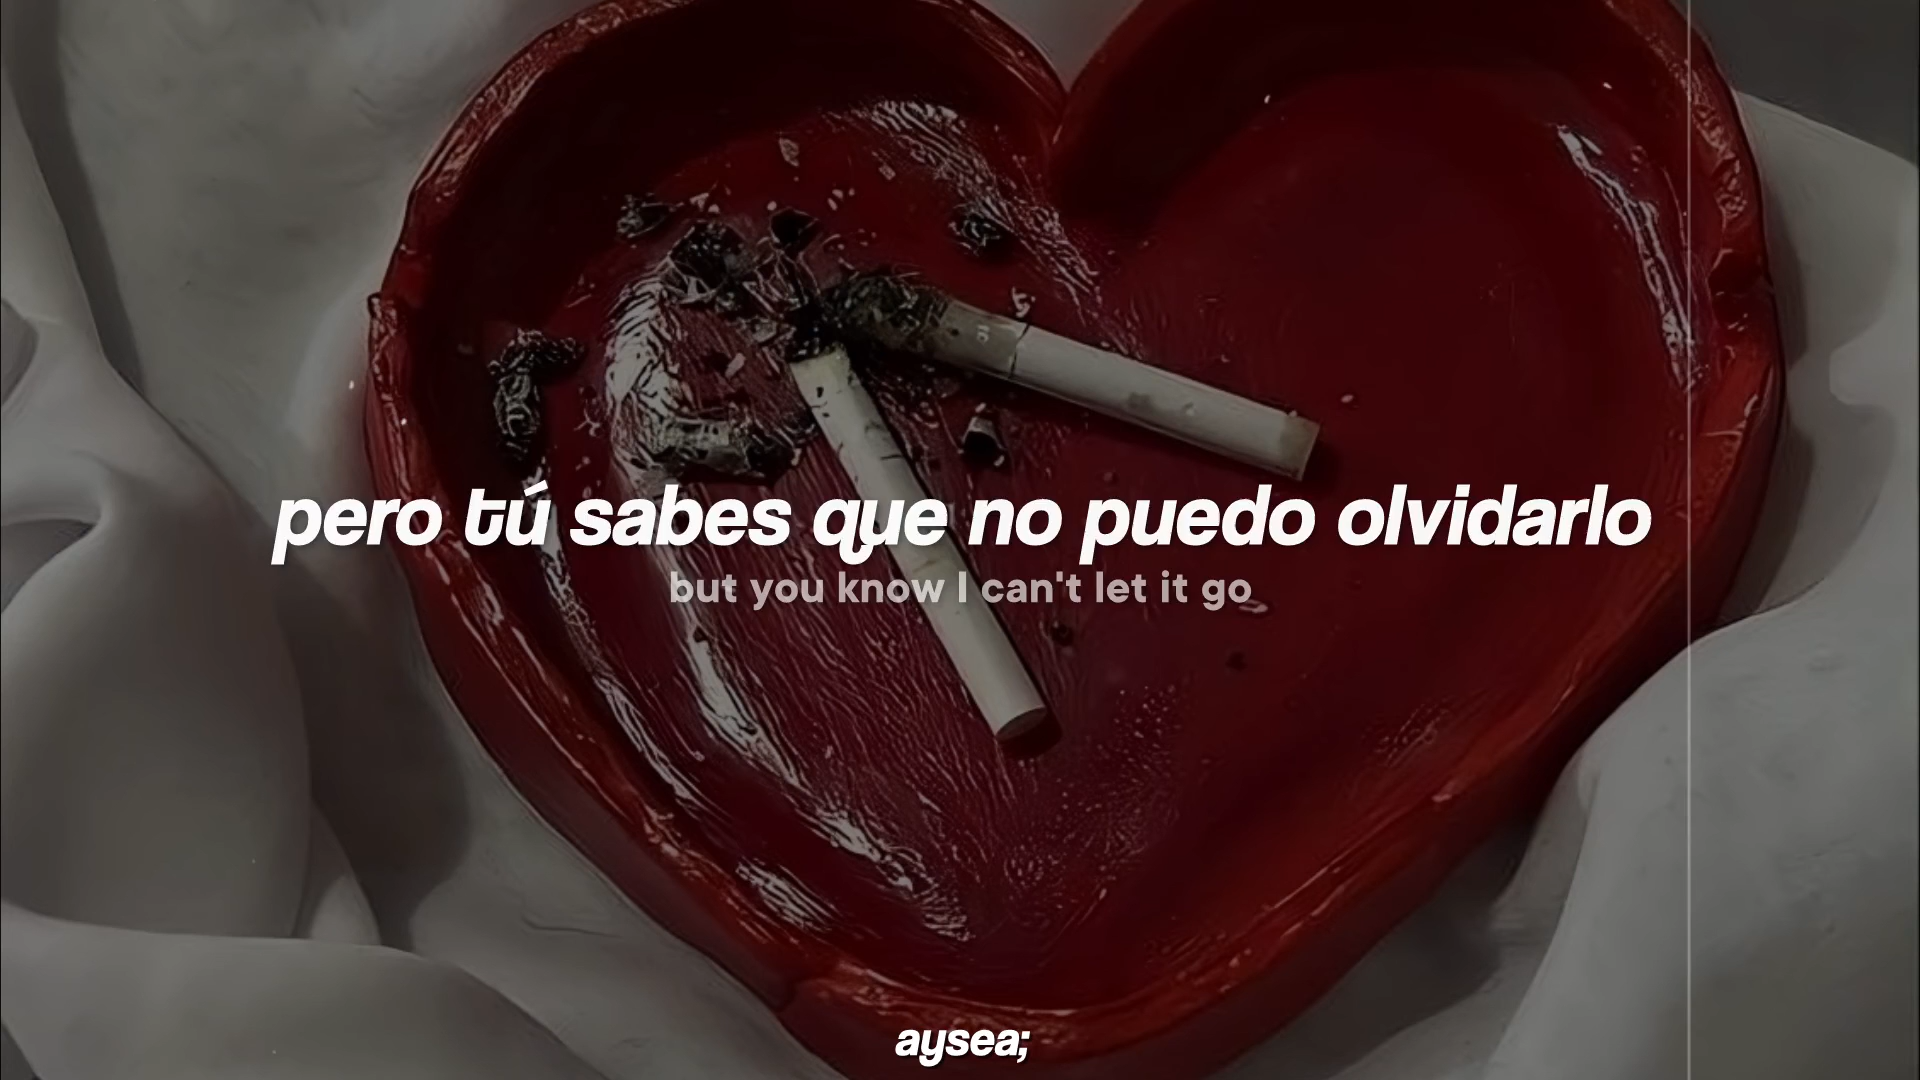 pero tú sabes que no puedo olvidarlo
but you know I can't let it go
aysea;